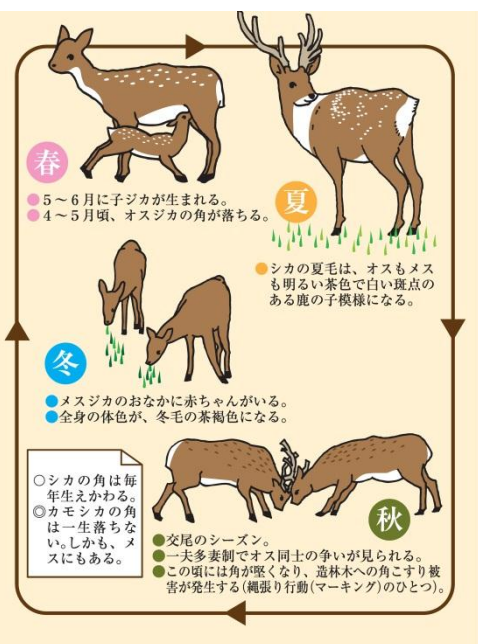 春
●5～6月に子ジカが生まれる。
●4～5月頃、オスジカの角が落ちる。
夏
●シカの夏毛は、オスもメス
も明るい茶色で白い斑点の
ある鹿の子模様になる。
冬
●メスジカのおなかに赤ちゃんがいる。
●全身の体色が、冬毛の茶褐色になる。
○シカの角は毎
年生えかわる。
◎カモシカの角
は一生落ちな
い。しかも、メ
スにもある。
秋
●交尾のシーズン。
●一夫多妻制でオス同士の争いが見られる。
●この頃には角が堅くなり、造林木への角こすり被
害が発生する(縄張り行動(マーキング)のひとつ)。